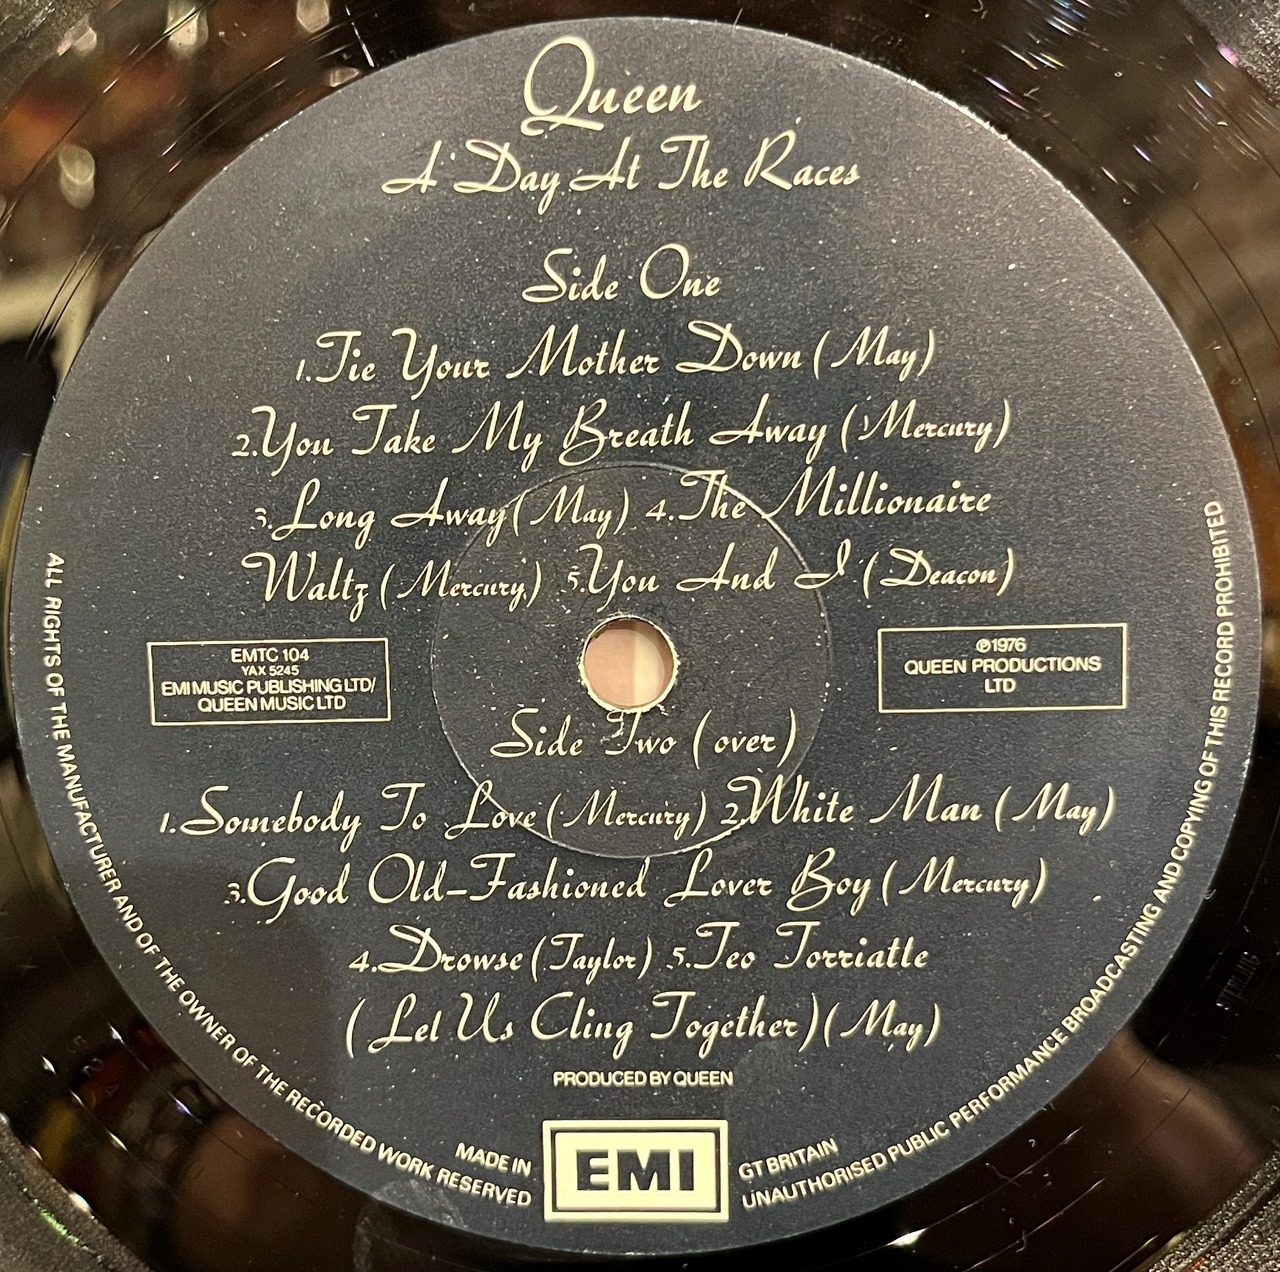 Queen
A Day At The Races
Side One
1. Tie Your Mother Down (May)
2. You Take My Breath Away (Mercury)
3. Long Away (May) 4. The Millionaire
Waltz (Mercury) 5. You And I (Deacon)
EMTC 104
YAX 5245
EMI MUSIC PUBLISHING LTD/
QUEEN MUSIC LTD
℗1976
QUEEN PRODUCTIONS
LTD
Side Two (over)
1. Somebody To Love (Mercury) 2. White Man (May)
3. Good Old-Fashioned Lover Boy (Mercury)
4. Drowse (Taylor) 5. Teo Torriatte
(Let Us Cling Together) (May)
PRODUCED BY QUEEN
MADE IN
EMI
GT BRITAIN
ALL RIGHTS OF THE MANUFACTURER AND OF THE OWNER OF THE RECORDED WORK RESERVED
UNAUTHORISED PUBLIC PERFORMANCE BROADCASTING AND COPYING OF THIS RECORD PROHIBITED